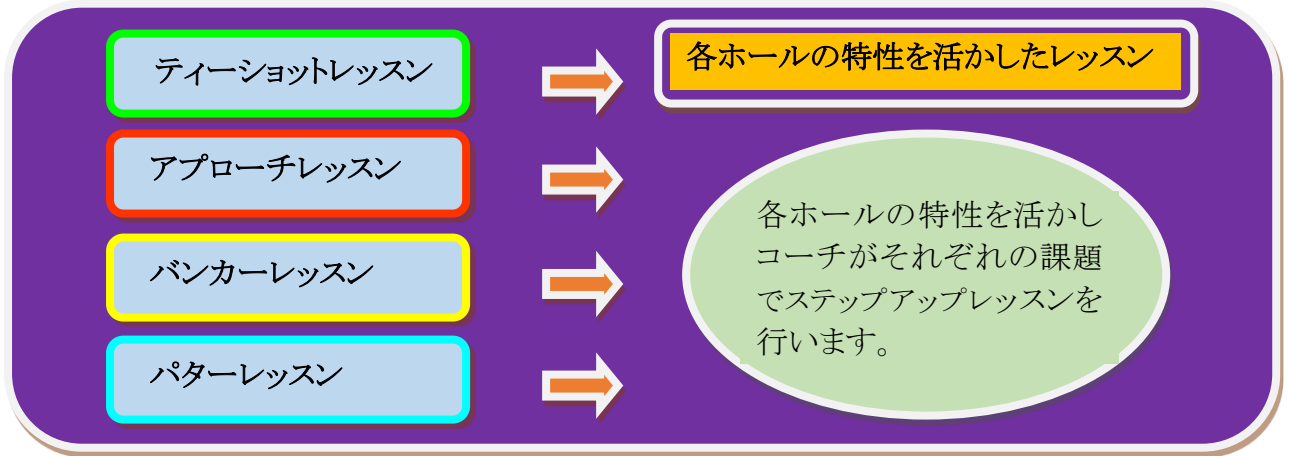 ティーショットレッスン
各ホールの特性を活かしたレッスン
アプローチレッスン
バンカーレッスン
パターレッスン
各ホールの特性を活かし
コーチがそれぞれの課題
でステップアップレッスンを
行います。